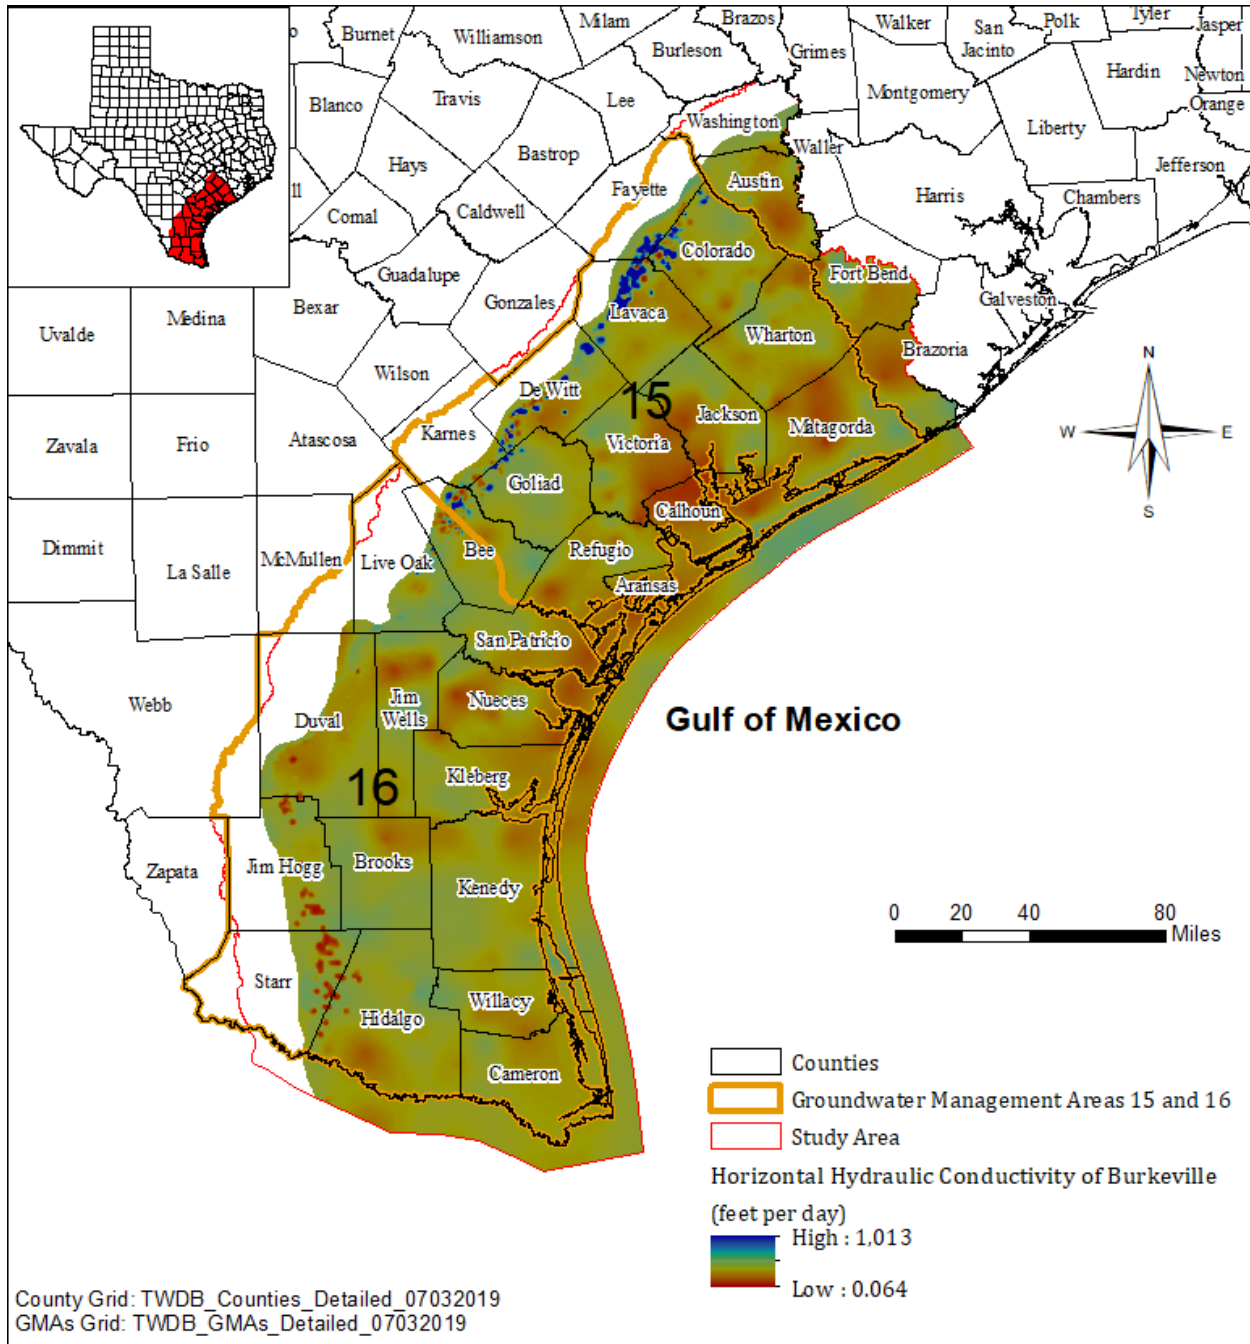 Burnet
Williamson
Milam
Brazos
Burleson
Grimes
Walker
San
Jacinto
Polk
Tyler
Jasper
Hardin
Newton
Orange
Blanco
Travis
Lee
Montgomery
Liberty
Washington
Waller
Jefferson
Hays
Bastrop
Fayette
Austin
Harris
Chambers
Comal
Caldwell
Colorado
Fort Bend
Galveston
Guadalupe
Gonzales
Lavaca
Wharton
Brazoria
Uvalde
Medina
Bexar
Wilson
De Witt
15
Jackson
Matagorda
Zavala
Frio
Atascosa
Karnes
Victoria
Goliad
Calhoun
Dimmit
La Salle
McMullen
Live Oak
Bee
Refugio
Aransas
San Patricio
Webb
Duval
Jim
Wells
Nueces
Gulf of Mexico
16
Kleberg
Zapata
Jim Hogg
Brooks
Kenedy
Starr
Hidalgo
Willacy
Cameron
N
W
E
S
0 20 40 80
Miles
Counties
Groundwater Management Areas 15 and 16
Study Area
Horizontal Hydraulic Conductivity of Burkeville
(feet per day)
High : 1,013
Low : 0.064
County Grid: TWDB_Counties_Detailed_07032019
GMAs Grid: TWDB_GMAs_Detailed_07032019